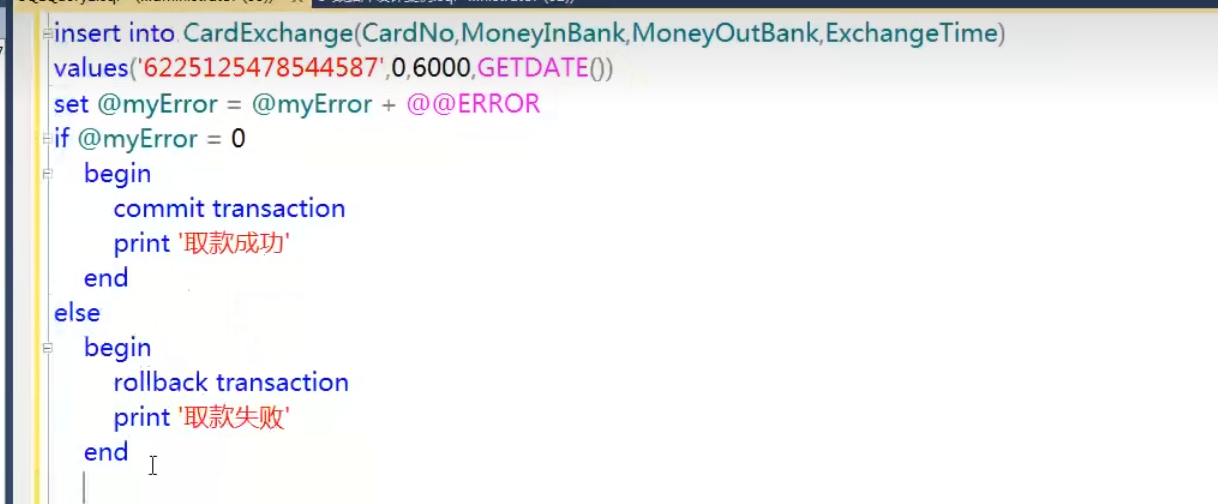 insert into CardExchange(CardNo,MoneyInBank,MoneyOutBank,ExchangeTime)
values('6225125478544587',0,6000,GETDATE())
set @myError = @myError + @@ERROR
if @myError = 0
begin
commit transaction
print '取款成功'
end
else
begin
rollback transaction
print '取款失败'
end